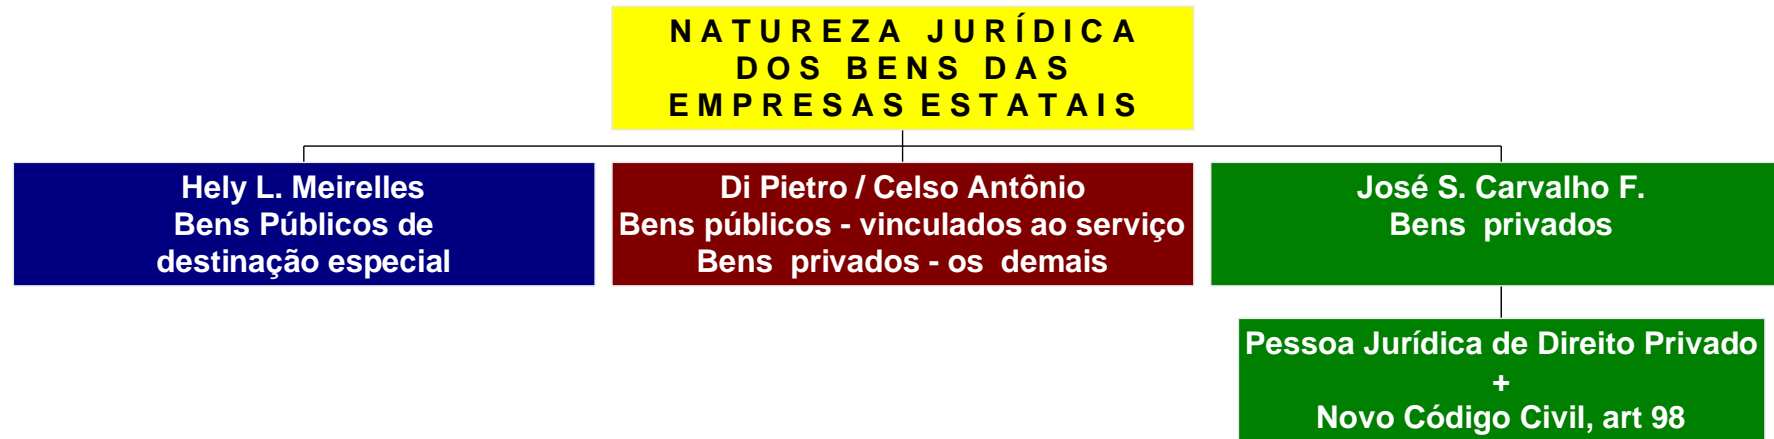 NATUREZA JURÍDICA
DOS BENS DAS
EMPRESAS ESTATAIS
Hely L. Meirelles
Bens Públicos de
destinação especial
Di Pietro / Celso Antônio
Bens públicos - vinculados ao serviço
Bens privados - os demais
José S. Carvalho F.
Bens privados
Pessoa Jurídica de Direito Privado
+
Novo Código Civil, art 98